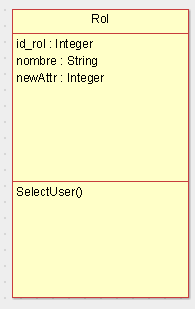 Rol
id_rol : Integer
nombre : String
newAttr : Integer
SelectUser()